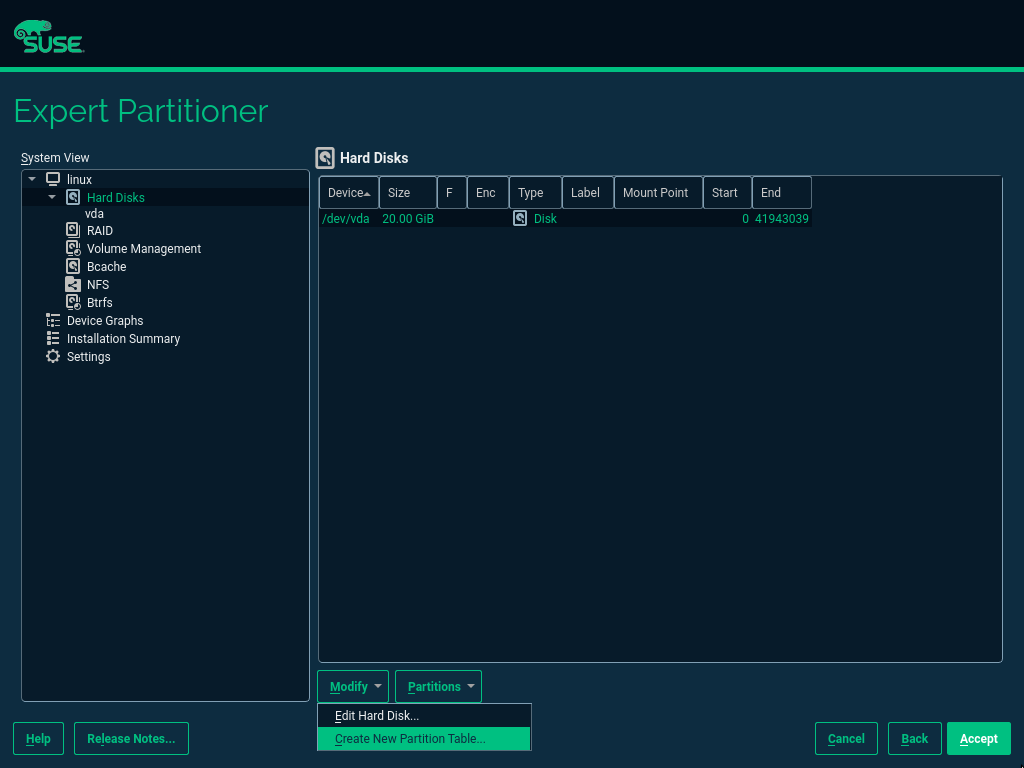 SUSE
Expert Partitioner
System View
linux
Hard Disks
vda
RAID
Volume Management
Bcache
NFS
Btrfs
Device Graphs
Installation Summary
Settings
Hard Disks
Device Size F Enc Type Label Mount Point Start End
/dev/vda 20.00 GiB Disk 0 41943039
Modify Partitions
Edit Hard Disk...
Create New Partition Table...
Help Release Notes... Cancel Back Accept